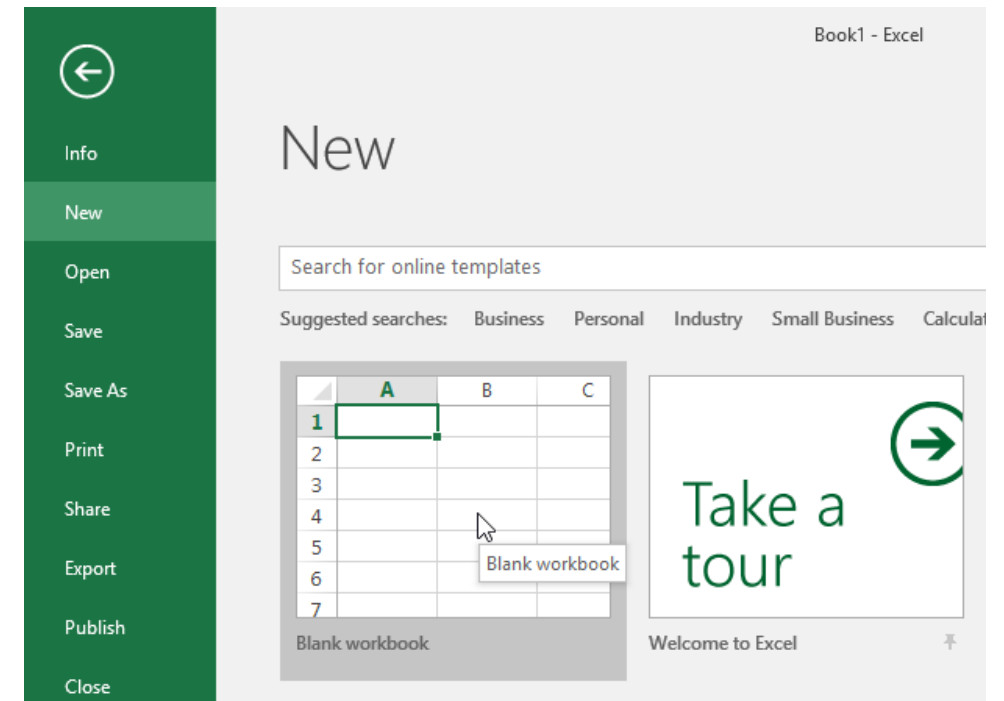 Book1 - Excel
Info
New
Open
Save
Save As
Print
Share
Export
Publish
Close
New
Search for online templates
Suggested searches: Business Personal Industry Small Business Calculat
A B C
1
2
3
4
5
6
7
Blank workbook
Blank workbook
Take a
tour
Welcome to Excel